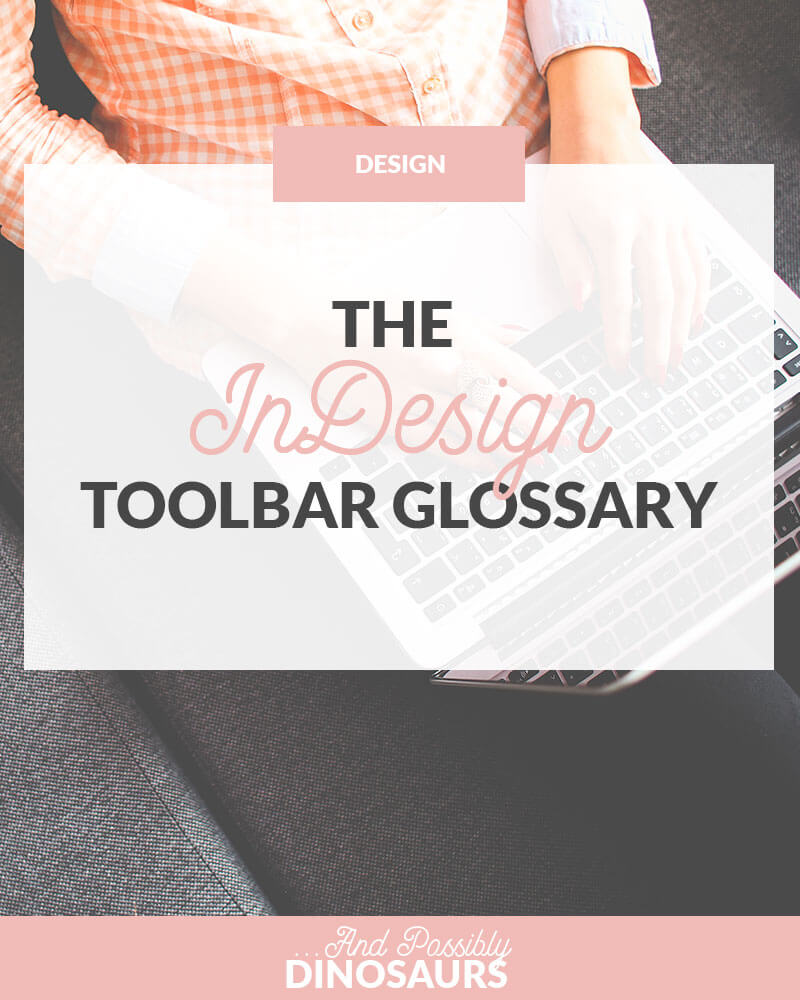 DESIGN
THE
InDesign
TOOLBAR GLOSSARY
...And Possibly
DINOSAURS